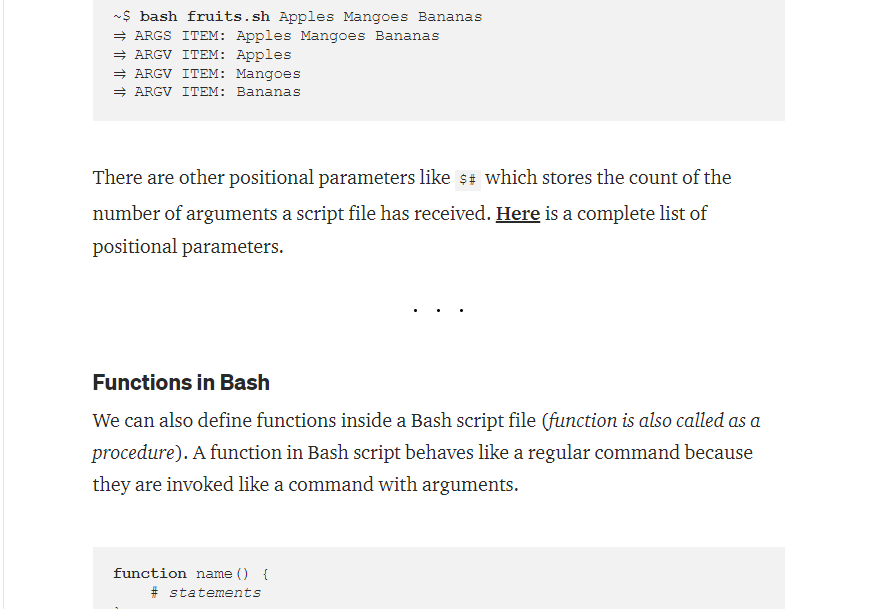 ~$ bash fruits.sh Apples Mangoes Bananas
⇒ ARGS ITEM: Apples Mangoes Bananas
⇒ ARGV ITEM: Apples
⇒ ARGV ITEM: Mangoes
⇒ ARGV ITEM: Bananas
There are other positional parameters like $# which stores the count of the
number of arguments a script file has received. Here is a complete list of
positional parameters.
. . .
Functions in Bash
We can also define functions inside a Bash script file (function is also called as a
procedure). A function in Bash script behaves like a regular command because
they are invoked like a command with arguments.
function name() {
# statements